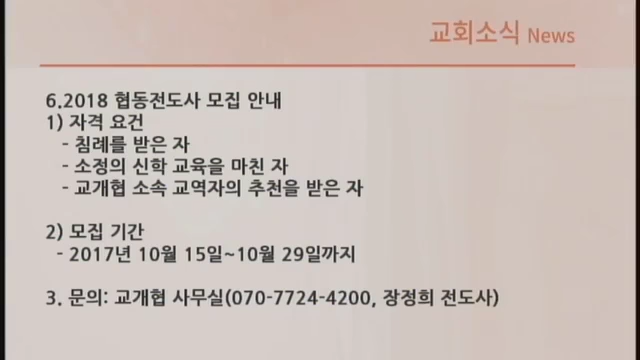 교회소식 News
6.2018 협동전도사 모집 안내
1) 자격 요건
- 침례를 받은 자
- 소정의 신학 교육을 마친 자
- 교개협 소속 교역자의 추천을 받은 자
2) 모집 기간
- 2017년 10월 15일~10월 29일까지
3. 문의: 교개협 사무실(070-7724-4200, 장정희 전도사)